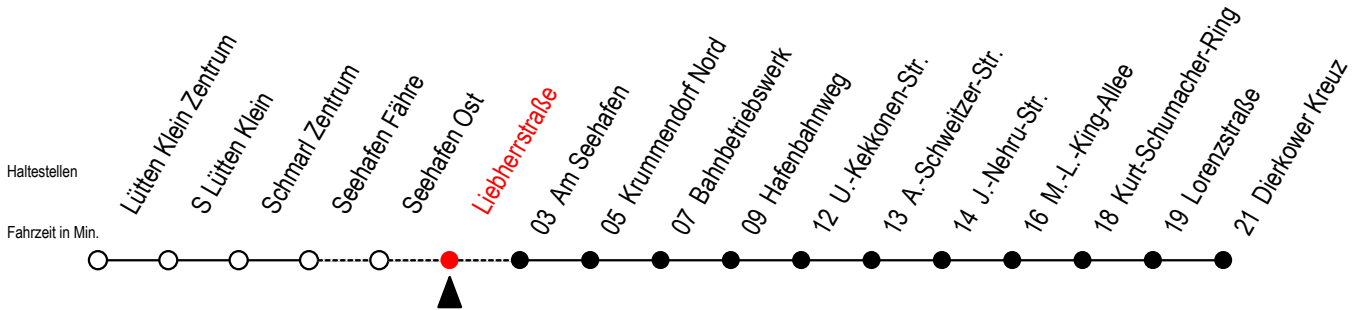 Haltestellen
Fahrzeit in Min.
Lütten Klein Zentrum
S Lütten Klein
Schmarl Zentrum
Seehafen Fähre
Seehafen Ost
Liebherrstraße
03 Am Seehafen
05 Krummendorf Nord
07 Bahnbetriebswerk
09 Hafenbahnweg
12 U.-Kekkonen-Str.
13 A.-Schweitzer-Str.
14 J.-Nehru-Str.
16 M.-L.-King-Allee
18 Kurt-Schumacher-Ring
19 Lorenzstraße
21 Dierkower Kreuz